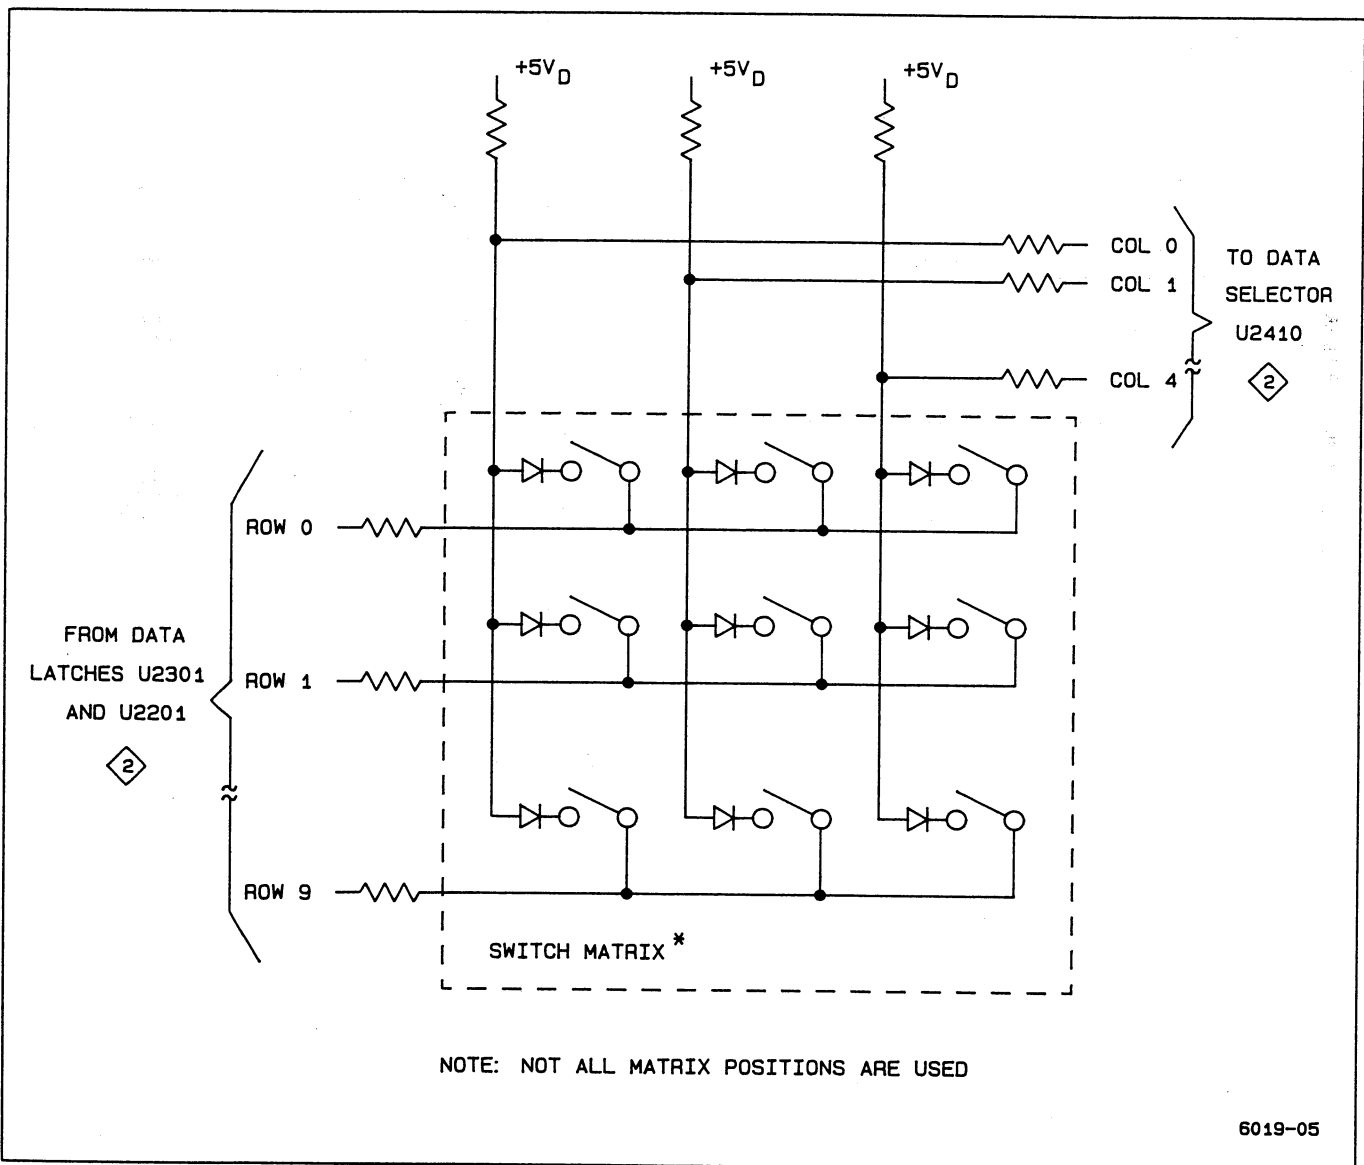 +5VD
+5VD
+5VD
COL 0
COL 1
COL 4
TO DATA
SELECTOR
U2410
2
ROW 0
ROW 1
ROW 9
FROM DATA
LATCHES U2301
AND U2201
2
SWITCH MATRIX*
NOTE: NOT ALL MATRIX POSITIONS ARE USED
6019-05